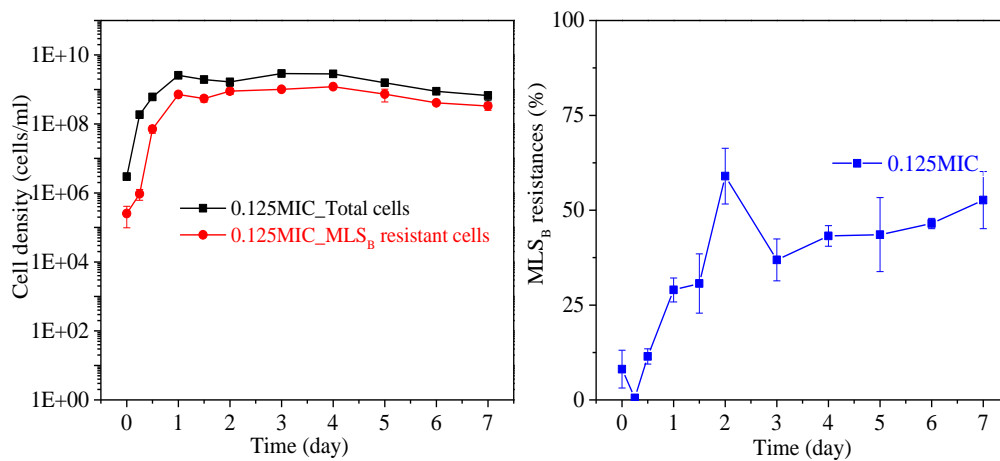 Cell density (cells/ml)
1E+10
1E+08
1E+06
1E+04
1E+02
1E+00
0.125MIC_Total cells
0.125MIC_MLS_B resistant cells
0 1 2 3 4 5 6 7
Time (day)
MLS_B resistances (%)
100
75
50
25
0
0.125MIC
0 1 2 3 4 5 6 7
Time (day)